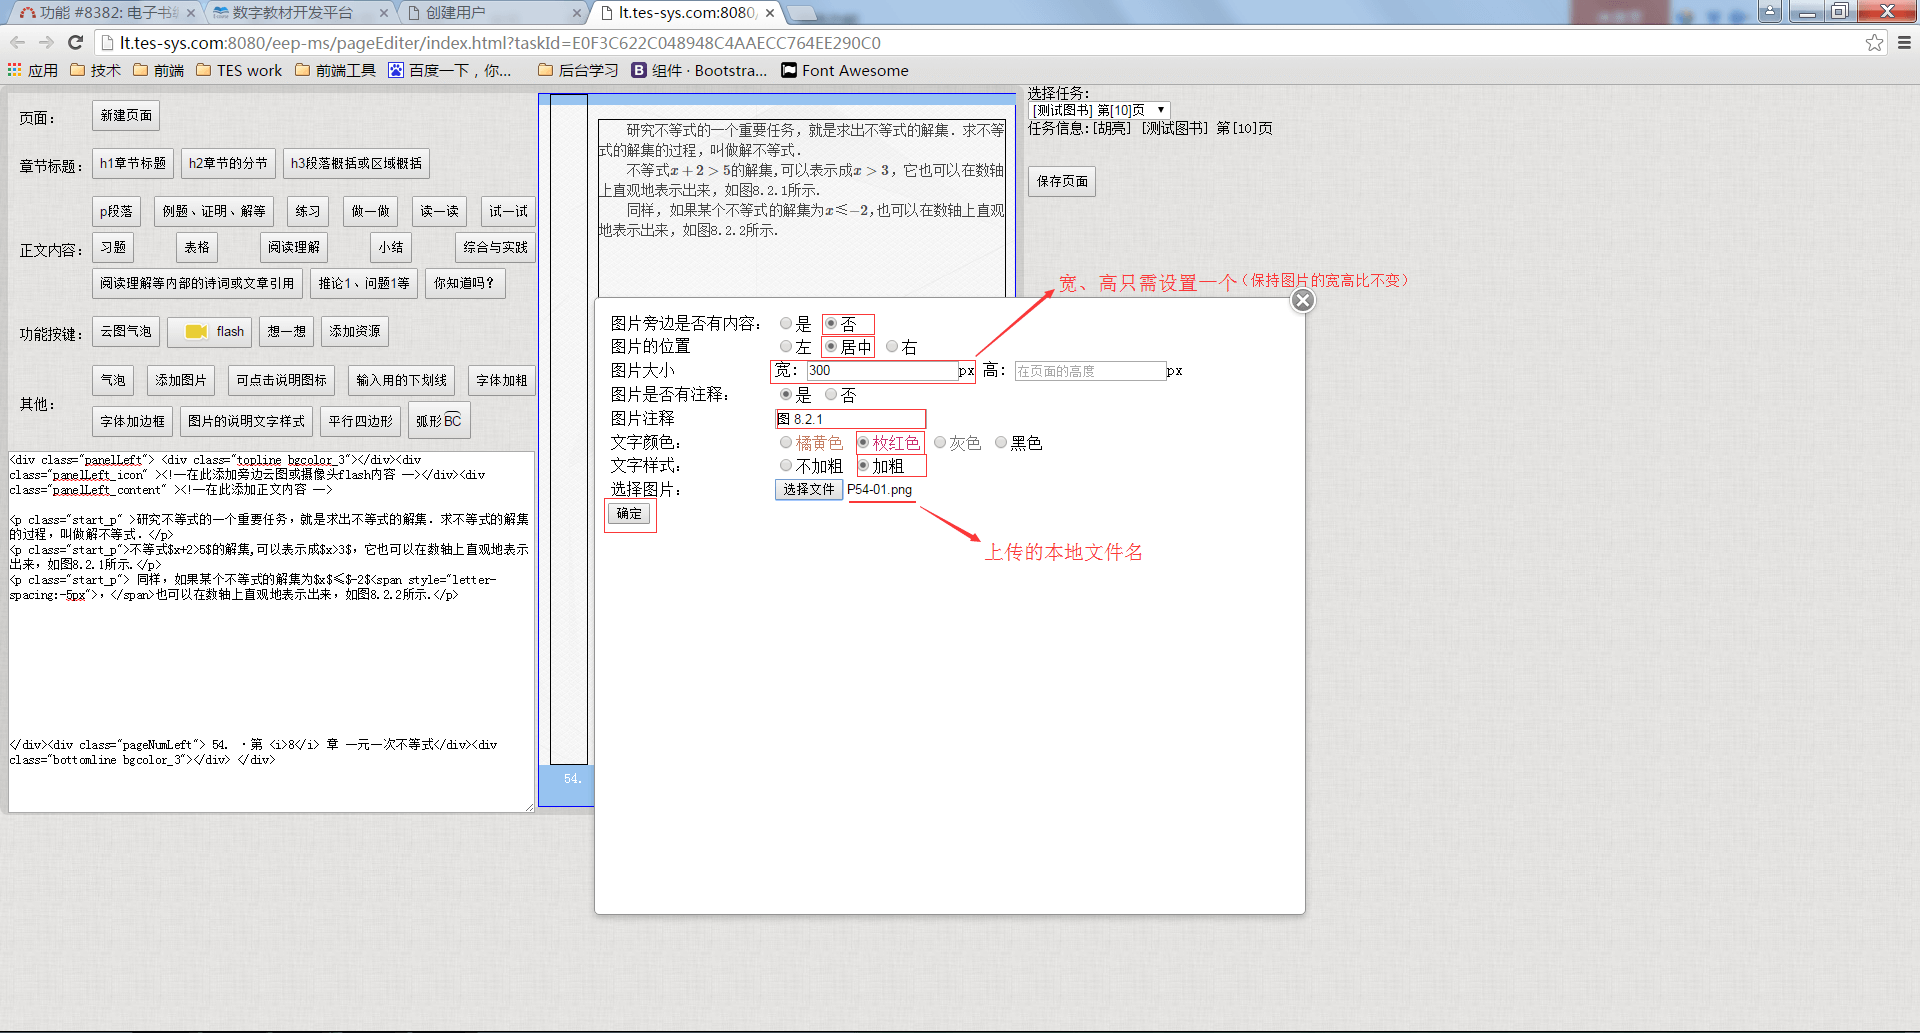 功能 #8382: 电子书
数字教材开发平台
创建用户
lt.tes-sys.com:8080
lt.tes-sys.com:8080/eep-ms/pageEditer/index.html?taskId=E0F3C622C048948C4AAECC764EE290C0
应用 技术 前端 TES work 前端工具 百度一下，你... 后台学习 组件 · Bootstra... Font Awesome
页面： 新建页面
章节标题： h1章节标题 h2章节的分节 h3段落概括或区域概括
p段落 例题、证明、解等 练习 做一做 读一读 试一试
正文内容： 习题 表格 阅读理解 小结 综合与实践
阅读理解等内部的诗词或文章引用 推论1、问题1等 你知道吗？
功能按键： 云图气泡 flash 想一想 添加资源
其他： 气泡 添加图片 可点击说明图标 输入用的下划线 字体加粗
字体加边框 图片的说明文字样式 平行四边形 弧形BC
<div class="panelLeft"> <div class="topline bgcolor_3"></div><div
class="panelLeft_icon" ><!—在此添加旁边云图或摄像头flash内容 —></div><div
class="panelLeft_content" ><!—在此添加正文内容 —>
<p class="start_p" >研究不等式的一个重要任务，就是求出不等式的解集．求不等式的解集
的过程，叫做解不等式．</p>
<p class="start_p">不等式$x+2>5$的解集,可以表示成$x>3$，它也可以在数轴上直观地表示
出来，如图8.2.1所示.</p>
<p class="start_p"> 同样，如果某个不等式的解集为$x$≤$-2$<span style="letter-
spacing:-5px">，</span>也可以在数轴上直观地表示出来，如图8.2.2所示.</p>
</div><div class="pageNumLeft"> 54. ·第 <i>8</i> 章 一元一次不等式</div><div
class="bottomline bgcolor_3"></div> </div>
研究不等式的一个重要任务，就是求出不等式的解集．求不等
式的解集的过程，叫做解不等式．
不等式x + 2 > 5的解集,可以表示成x > 3，它也可以在数轴
上直观地表示出来，如图8.2.1所示.
同样，如果某个不等式的解集为x≤−2,也可以在数轴上直观
地表示出来，如图8.2.2所示.
54.
选择任务：
[测试图书] 第[10]页
任务信息:[胡亮] [测试图书] 第[10]页
保存页面
宽、高只需设置一个（保持图片的宽高比不变）
图片旁边是否有内容： 是 否
图片的位置 左 居中 右
图片大小 宽： 300 px 高： 在页面的高度 px
图片是否有注释： 是 否
图片注释 图 8.2.1
文字颜色： 橘黄色 枚红色 灰色 黑色
文字样式： 不加粗 加粗
选择图片： 选择文件 P54-01.png
确定
上传的本地文件名